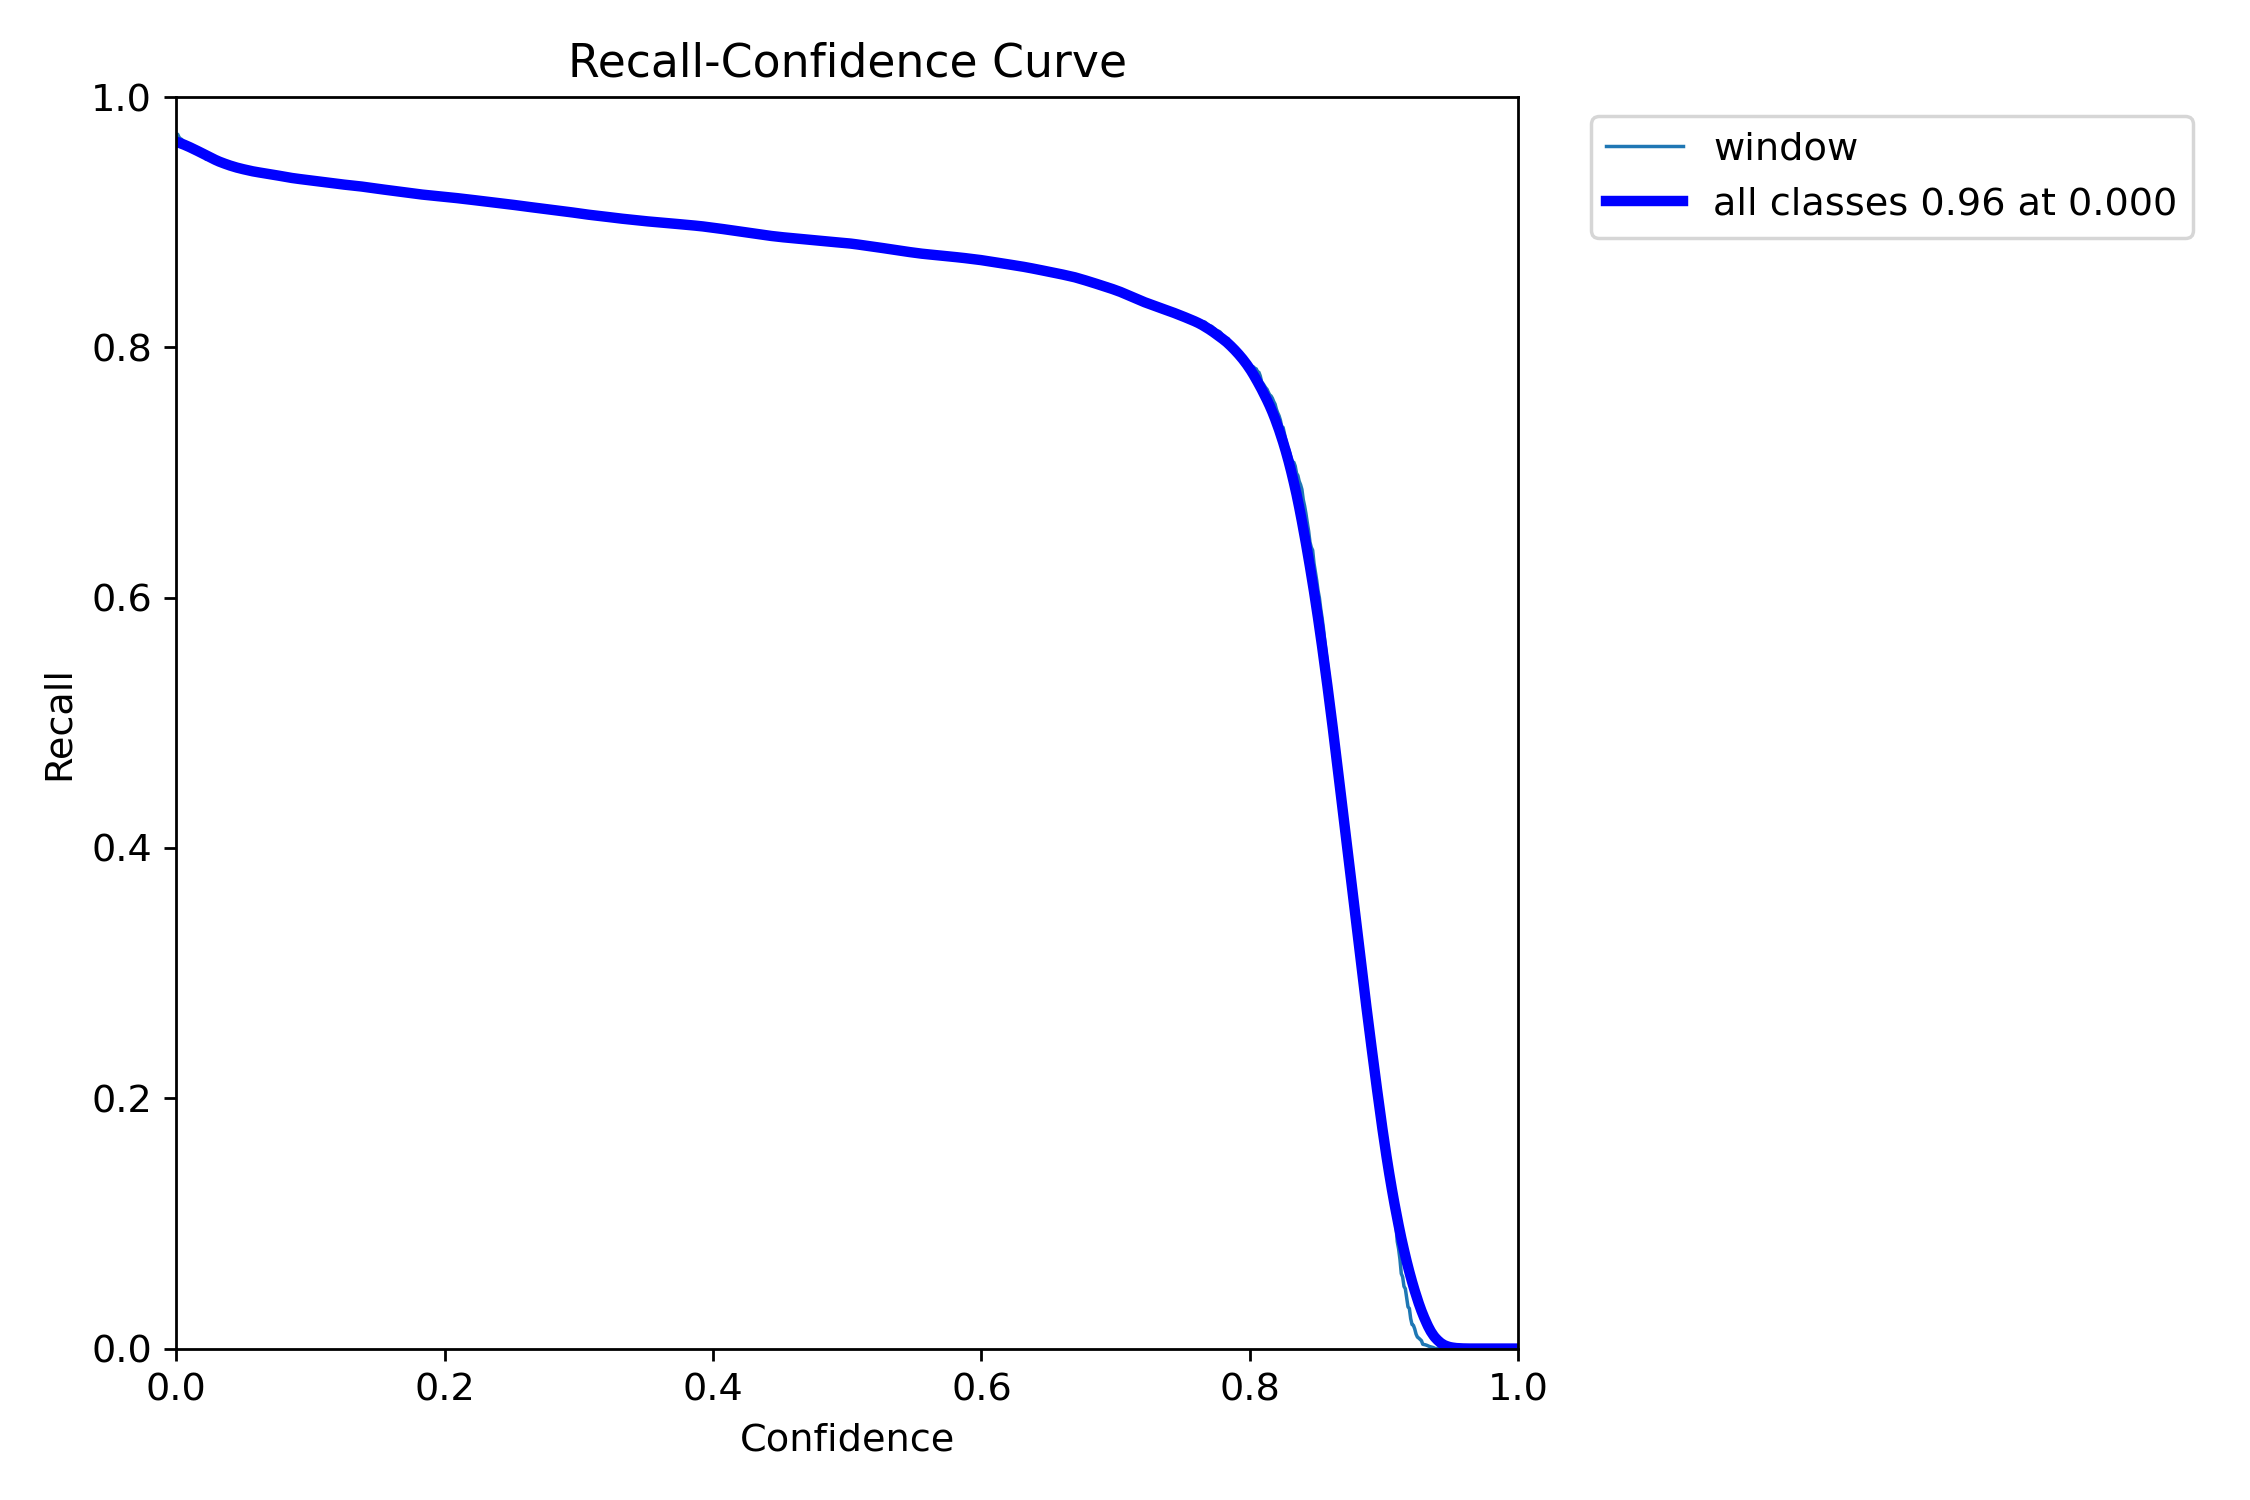 Recall-Confidence Curve
1.0
0.8
0.6
0.4
0.2
0.0
Recall
0.0 0.2 0.4 0.6 0.8 1.0
Confidence
window
all classes 0.96 at 0.000